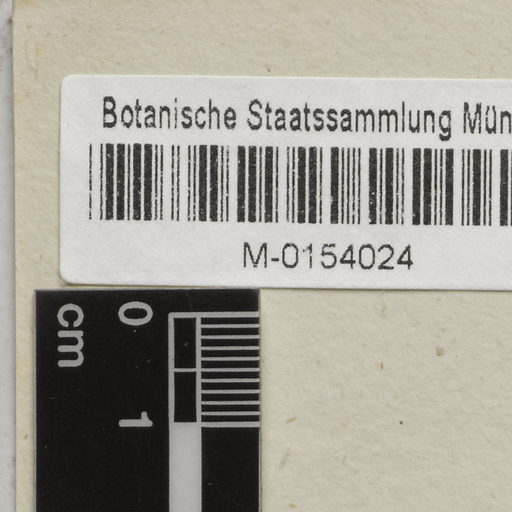 Botanische Staatssammlung Mün
M-0154024
cm
0
1